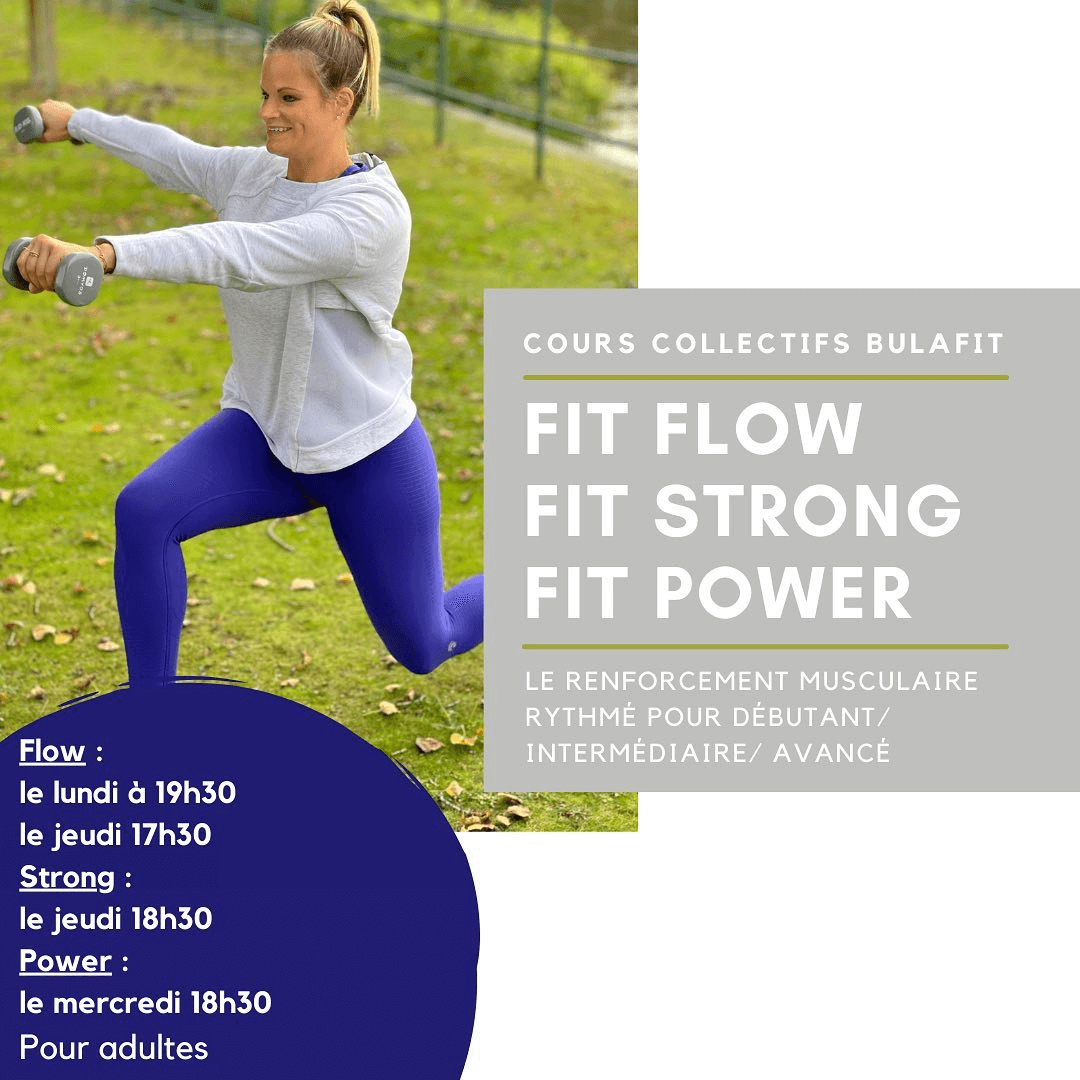 COURS COLLECTIFS BULAFIT
FIT FLOW
FIT STRONG
FIT POWER
LE RENFORCEMENT MUSCULAIRE
RYTHMÉ POUR DÉBUTANT/
INTERMÉDIAIRE/ AVANCÉ
Flow :
le lundi à 19h30
le jeudi 17h30
Strong :
le jeudi 18h30
Power :
le mercredi 18h30
Pour adultes